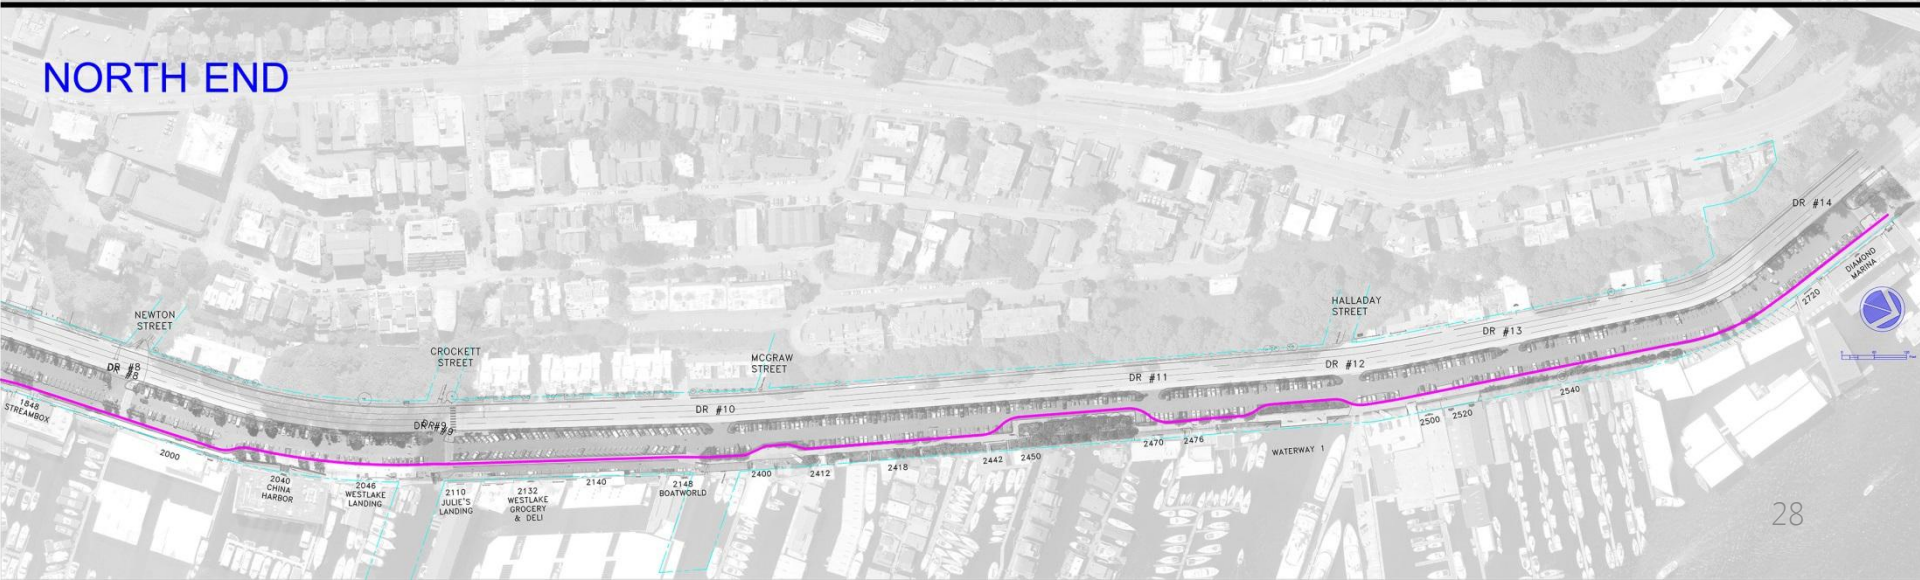 NORTH END
NEWTON
STREET
CROCKETT
STREET
MCGRAW
STREET
HALLADAY
STREET
DR #14
DR #13
DR #12
DR #11
DR #10
DR #9
DR #8
1848
STREAMBOX
2000
2040
CHINA
HARBOR
2046
WESTLAKE
LANDING
2110
JULIE'S
LANDING
2132
WESTLAKE
GROCERY
& DELI
2140
2148
BOATWORLD
2400
2412
2418
2442
2450
2470
2476
WATERWAY 1
2500
2520
2540
2720
DIAMOND
MARINA
28